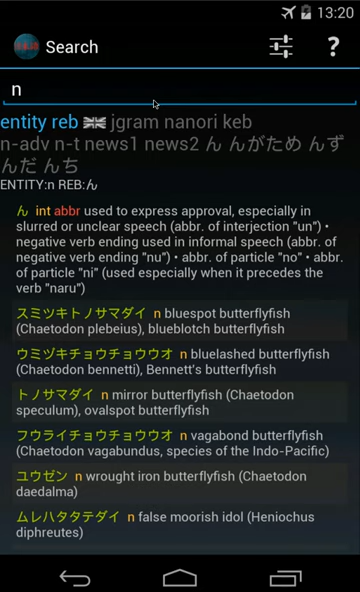 13:20
Search
?
n
entity reb jgram nanori keb
n-adv n-t news1 news2 ん んがため んず
んだ んち
ENTITY:n REB:ん
ん int abbr used to express approval, especially in
slurred or unclear speech (abbr. of interjection "un") •
negative verb ending used in informal speech (abbr. of
negative verb ending "nu") • abbr. of particle "no" • abbr.
of particle "ni" (used especially when it precedes the
verb "naru")
スミツキトノサマダイ n bluespot butterflyfish
(Chaetodon plebeius), blueblotch butterfish
ウミヅキチョウチョウウオ n bluelashed butterflyfish
(Chaetodon bennetti), Bennett's butterflyfish
トノサマダイ n mirror butterflyfish (Chaetodon
speculum), ovalspot butterflyfish
フウライチョウチョウウオ n vagabond butterflyfish
(Chaetodon vagabundus, species of the Indo-Pacific)
ユウゼン n wrought iron butterflyfish (Chaetodon
daedalma)
ムレハタタテダイ n false moorish idol (Heniochus
diphreutes)